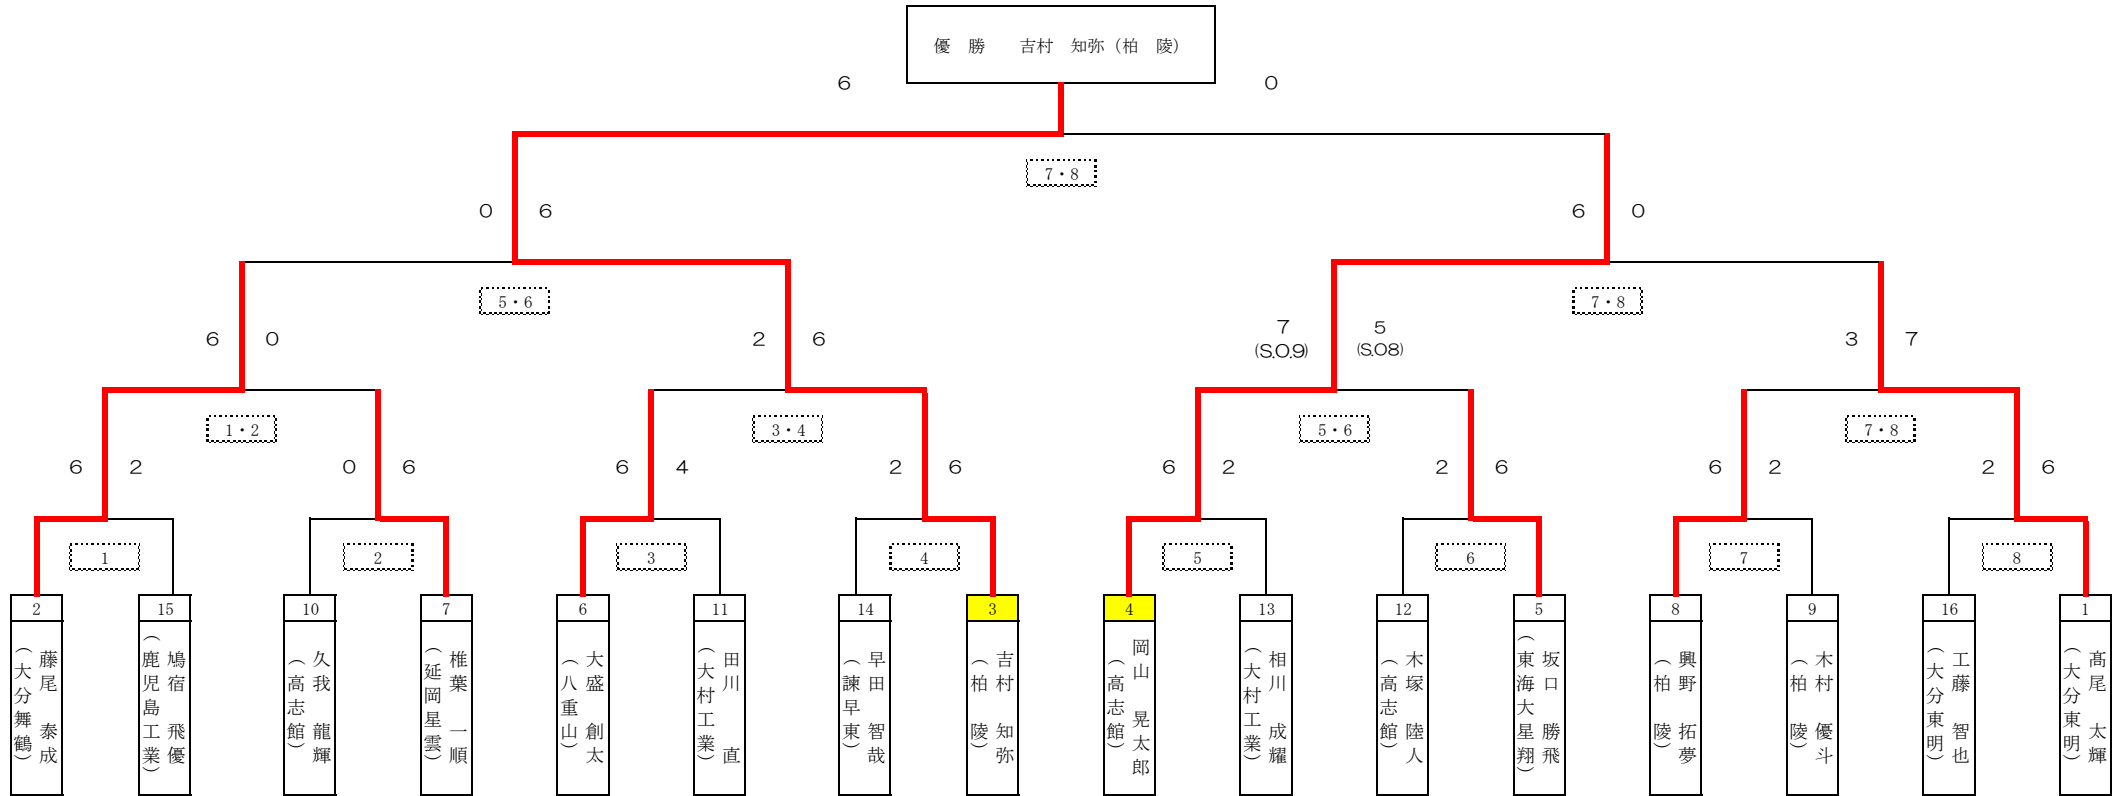 優　勝　　吉村　知弥（柏　陵）
6 0
7・8
0 6 6 0
5・6 7・8
6 0 2 6 7 5 3 7
(S.O.9) (S.O8)
1・2 3・4 5・6 7・8
6 2 0 6 6 4 2 6 6 2 2 6 6 2 2 6
1 2 3 4 5 6 7 8
2 15 10 7 6 11 14 3 4 13 12 5 8 9 16 1
藤尾　泰成
（大分舞鶴）
鳩宿　飛優
（鹿児島工業）
久我　龍輝
（高志館）
椎葉　一順
（延岡星雲）
大盛　創太
（八重山）
田川　　直
（大村工業）
早田　智哉
（諫早東）
吉村　知弥
（柏　陵）
岡山　晃太郎
（高志館）
相川　成耀
（大村工業）
木塚　陸人
（高志館）
坂口　勝飛
（東海大星翔）
興野　拓夢
（柏　陵）
木村　優斗
（柏　陵）
工藤　智也
（大分東明）
髙尾　太輝
（大分東明）